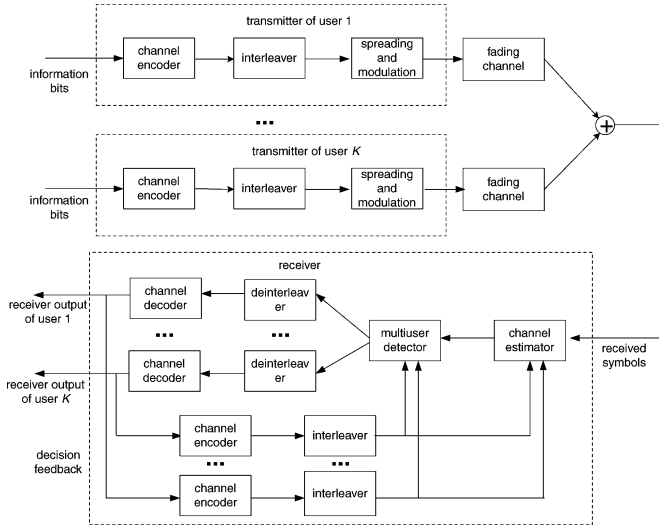 transmitter of user 1
information
bits
channel
encoder
interleaver
spreading
and
modulation
fading
channel
...
transmitter of user K
information
bits
channel
encoder
interleaver
spreading
and
modulation
fading
channel
+
receiver
receiver output
of user 1
channel
decoder
deinterleav
er
multiuser
detector
channel
estimator
received
symbols
...
...
receiver output
of user K
channel
decoder
deinterleav
er
decision
feedback
channel
encoder
interleaver
...
...
channel
encoder
interleaver